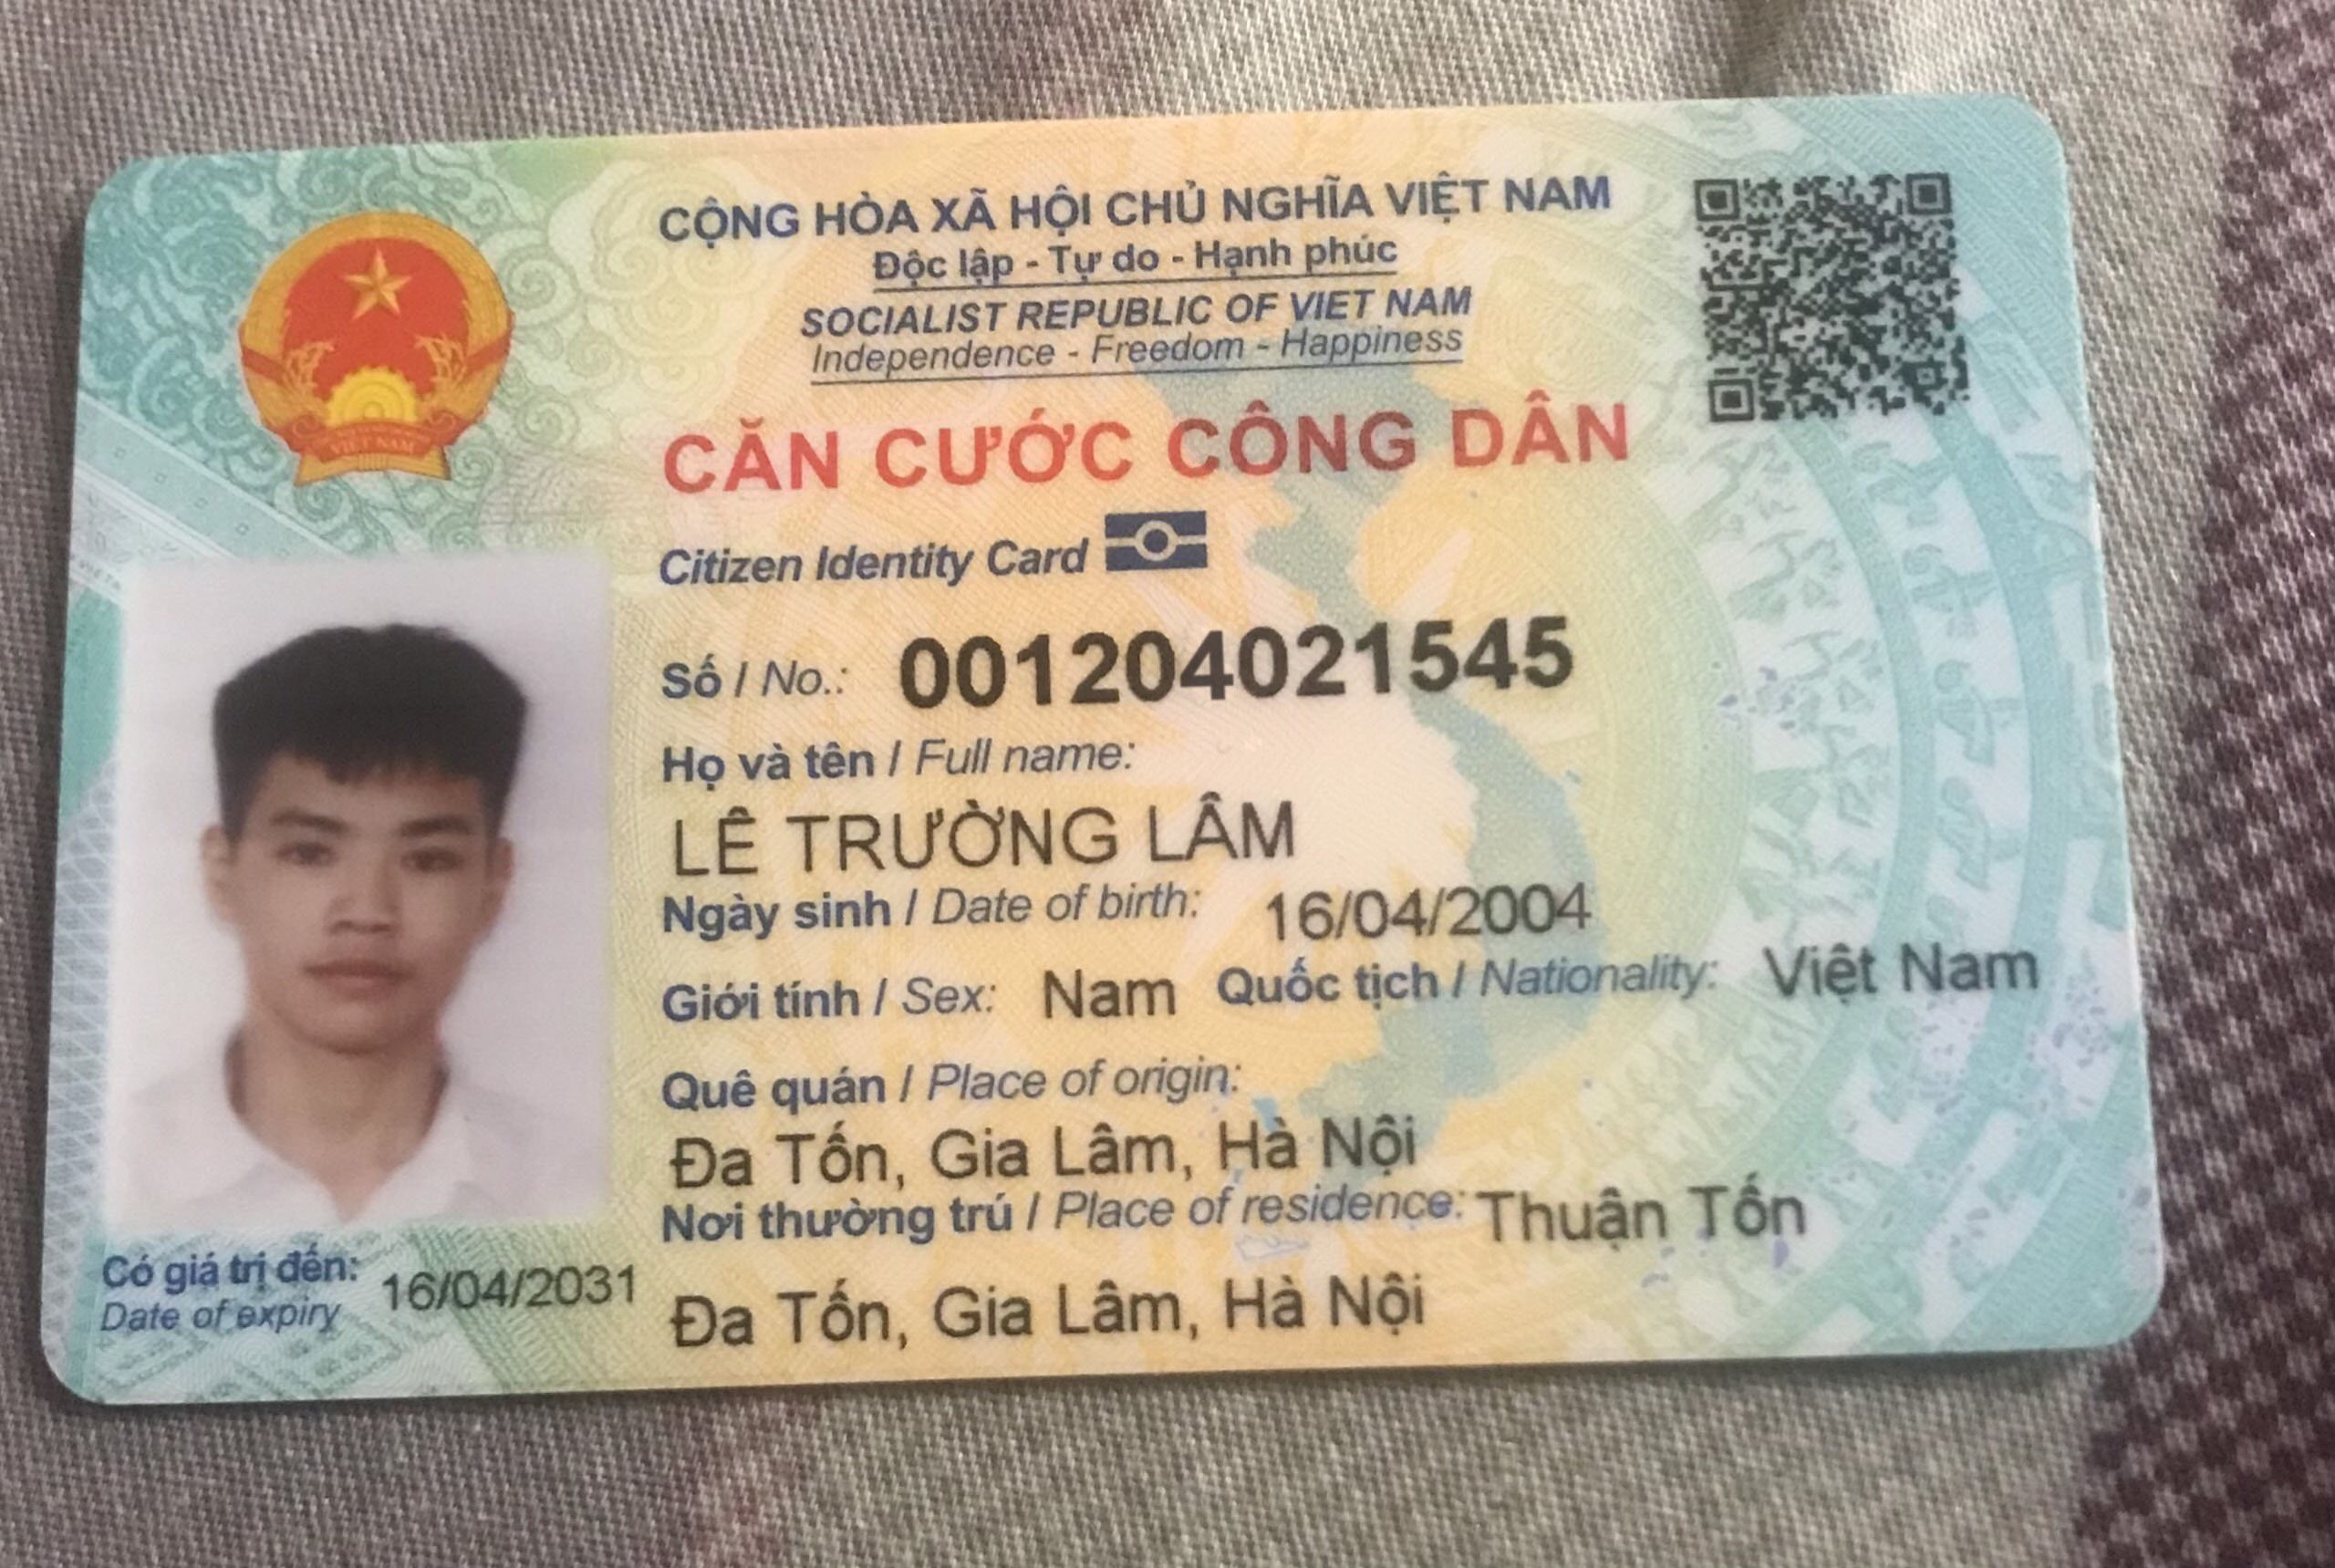 CỘNG HÒA XÃ HỘI CHỦ NGHĨA VIỆT NAM
Độc lập - Tự do - Hạnh phúc
SOCIALIST REPUBLIC OF VIET NAM
Independence - Freedom - Happiness
CĂN CƯỚC CÔNG DÂN
Citizen Identity Card
Số / No.: 001204021545
Họ và tên / Full name:
LÊ TRƯỜNG LÂM
Ngày sinh / Date of birth: 16/04/2004
Giới tính / Sex: Nam Quốc tịch / Nationality: Việt Nam
Quê quán / Place of origin:
Đa Tốn, Gia Lâm, Hà Nội
Nơi thường trú / Place of residence: Thuận Tốn
Đa Tốn, Gia Lâm, Hà Nội
Có giá trị đến: 16/04/2031
Date of expiry
VIỆT NAM